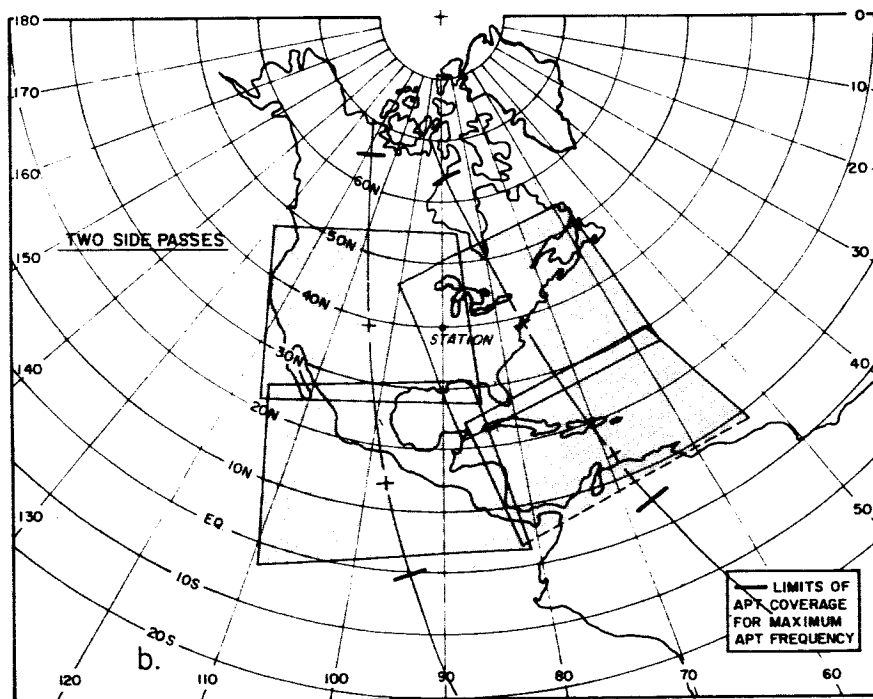 180
0
170
10
160
20
60N
TWO SIDE PASSES
50N
150
30
40N
STATION
30N
140
40
20N
10N
130
EQ
50
10S
20S
LIMITS OF
APT COVERAGE
FOR MAXIMUM
APT FREQUENCY
b.
120
110
100
90
80
70
60